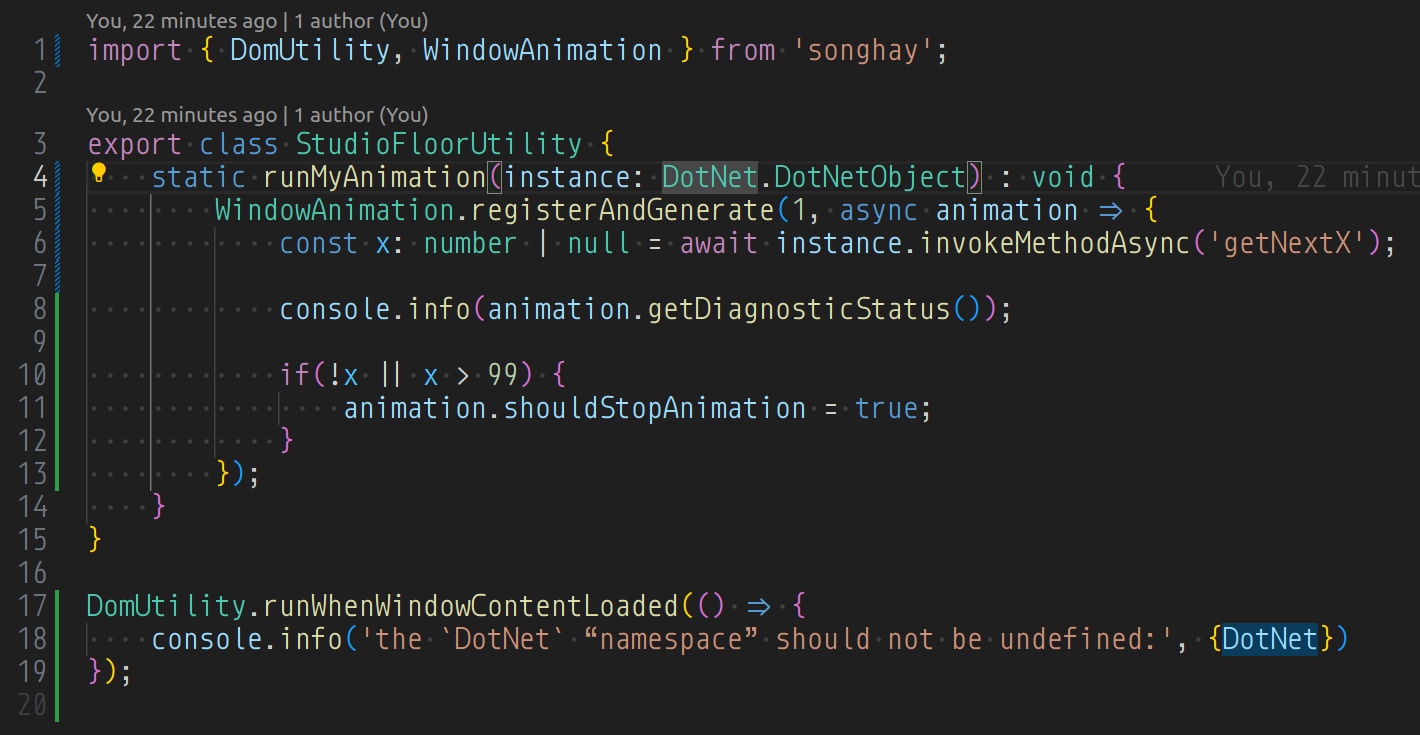 You, 22 minutes ago | 1 author (You)
1 import { DomUtility, WindowAnimation } from 'songhay';
2
You, 22 minutes ago | 1 author (You)
3 export class StudioFloorUtility {
4     static runMyAnimation(instance: DotNet.DotNetObject) : void {     You, 22 minut
5         WindowAnimation.registerAndGenerate(1, async animation => {
6             const x: number | null = await instance.invokeMethodAsync('getNextX');
7
8             console.info(animation.getDiagnosticStatus());
9
10             if(!x || x > 99) {
11                 animation.shouldStopAnimation = true;
12             }
13         });
14     }
15 }
16
17 DomUtility.runWhenWindowContentLoaded(() => {
18     console.info('the `DotNet` “namespace” should not be undefined:', {DotNet})
19 });
20